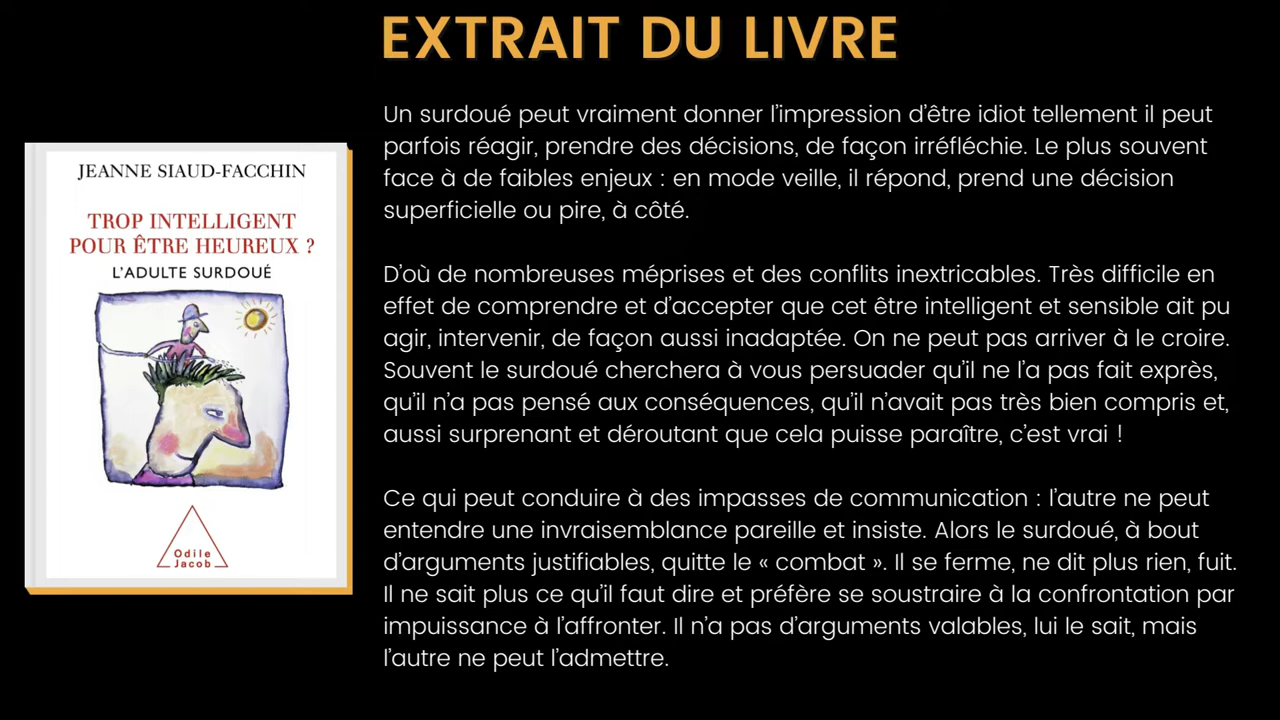 EXTRAIT DU LIVRE
JEANNE SIAUD-FACCHIN
TROP INTELLIGENT
POUR ÊTRE HEUREUX ?
L'ADULTE SURDOUÉ
Odile
Jacob
Un surdoué peut vraiment donner l'impression d'être idiot tellement il peut
parfois réagir, prendre des décisions, de façon irréfléchie. Le plus souvent
face à de faibles enjeux : en mode veille, il répond, prend une décision
superficielle ou pire, à côté.
D'où de nombreuses méprises et des conflits inextricables. Très difficile en
effet de comprendre et d'accepter que cet être intelligent et sensible ait pu
agir, intervenir, de façon aussi inadaptée. On ne peut pas arriver à le croire.
Souvent le surdoué cherchera à vous persuader qu'il ne l'a pas fait exprès,
qu'il n'a pas pensé aux conséquences, qu'il n'avait pas très bien compris et,
aussi surprenant et déroutant que cela puisse paraître, c'est vrai !
Ce qui peut conduire à des impasses de communication : l'autre ne peut
entendre une invraisemblance pareille et insiste. Alors le surdoué, à bout
d'arguments justifiables, quitte le « combat ». Il se ferme, ne dit plus rien, fuit.
Il ne sait plus ce qu'il faut dire et préfère se soustraire à la confrontation par
impuissance à l'affronter. Il n'a pas d'arguments valables, lui le sait, mais
l'autre ne peut l'admettre.